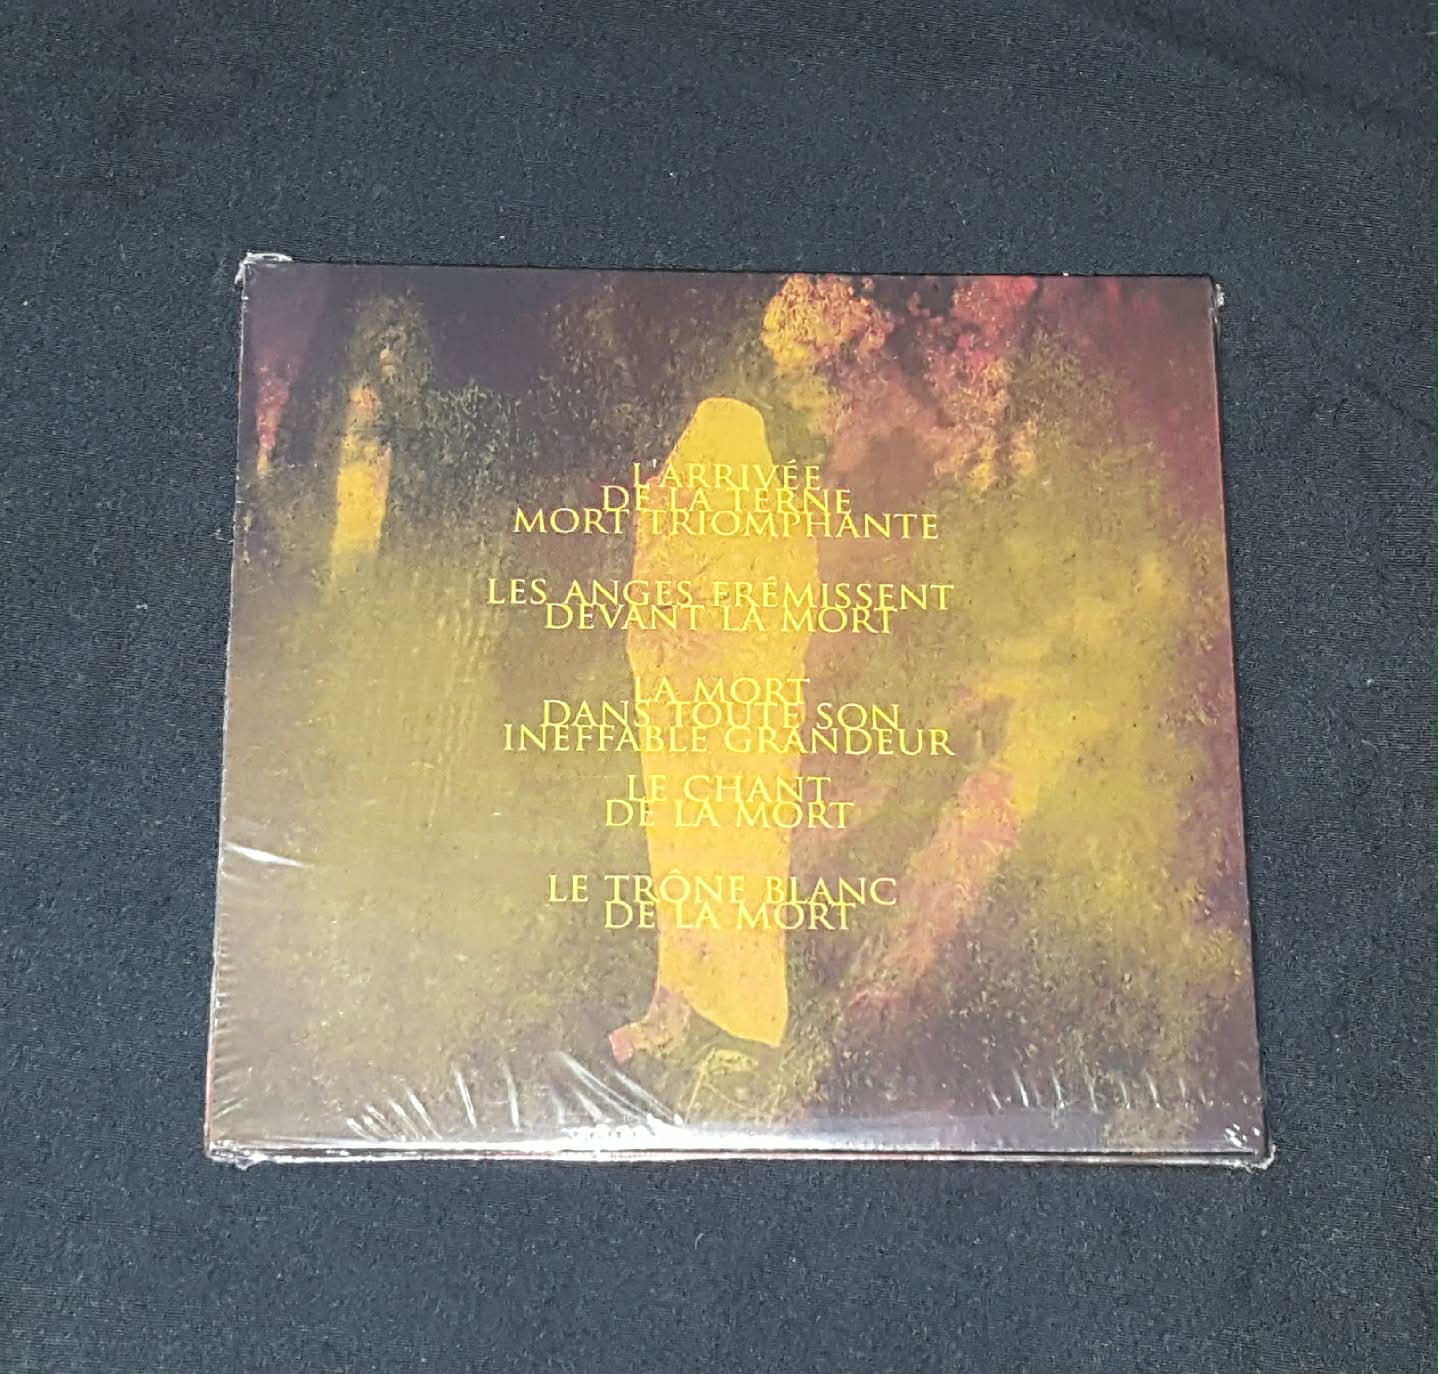 L'ARRIVÉE
DE LA TERNE
MORT TRIOMPHANTE
LES ANGES FRÉMISSENT
DEVANT LA MORT
LA MORT
DANS TOUTE SON
INEFFABLE GRANDEUR
LE CHANT
DE LA MORT
LE TRÔNE BLANC
DE LA MORT